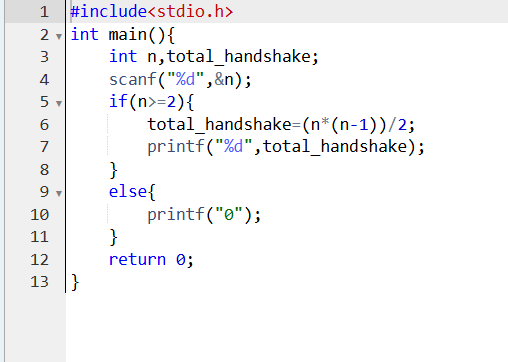 1 #include<stdio.h>
2 int main(){
3     int n,total_handshake;
4     scanf("%d",&n);
5     if(n>=2){
6         total_handshake=(n*(n-1))/2;
7         printf("%d",total_handshake);
8     }
9     else{
10         printf("0");
11     }
12     return 0;
13 }